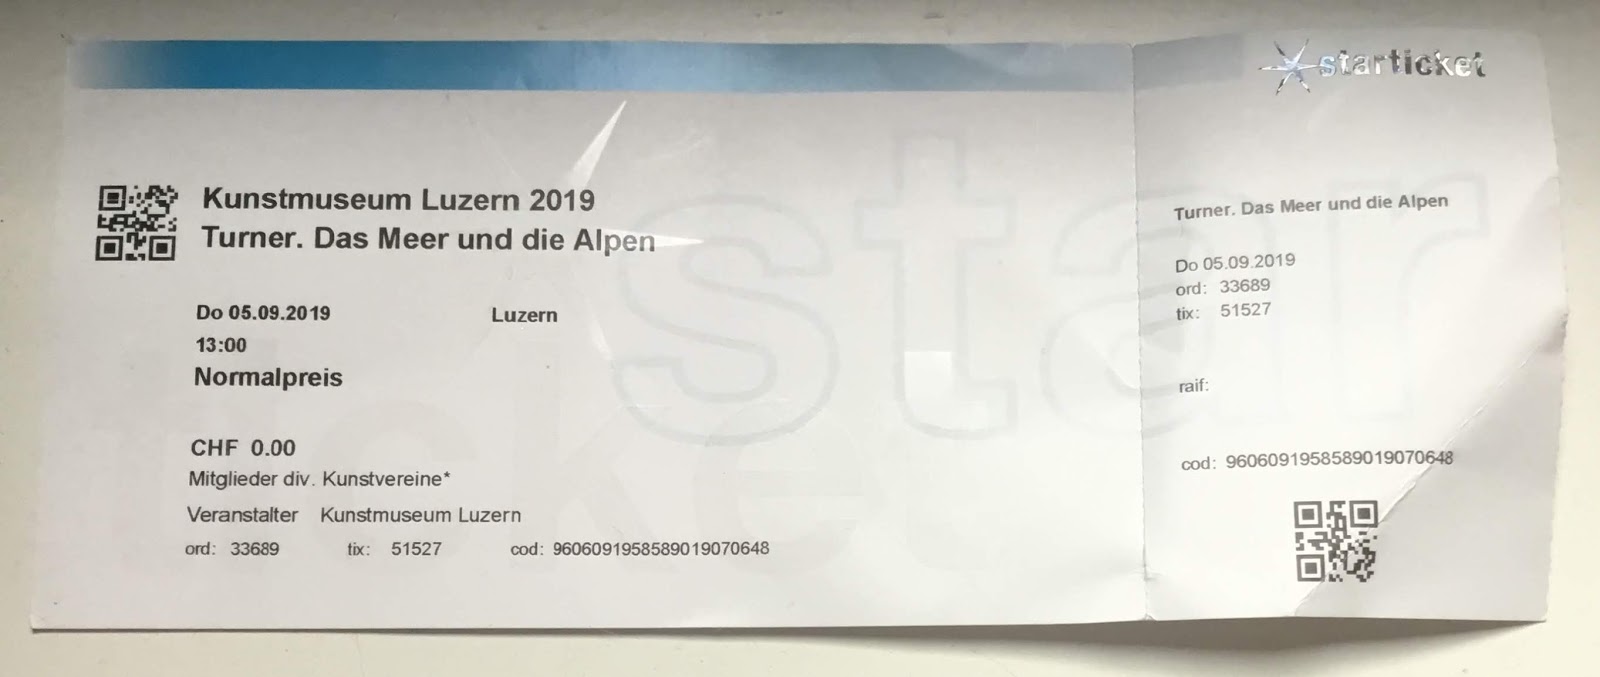 starticket
Kunstmuseum Luzern 2019
Turner. Das Meer und die Alpen
Do 05.09.2019 Luzern
13:00
Normalpreis
CHF 0.00
Mitglieder div. Kunstvereine*
Veranstalter Kunstmuseum Luzern
ord: 33689 tix: 51527 cod: 9606091958589019070648
Turner. Das Meer und die Alpen
Do 05.09.2019
ord: 33689
tix: 51527
raif:
cod: 9606091958589019070648
star
ticket